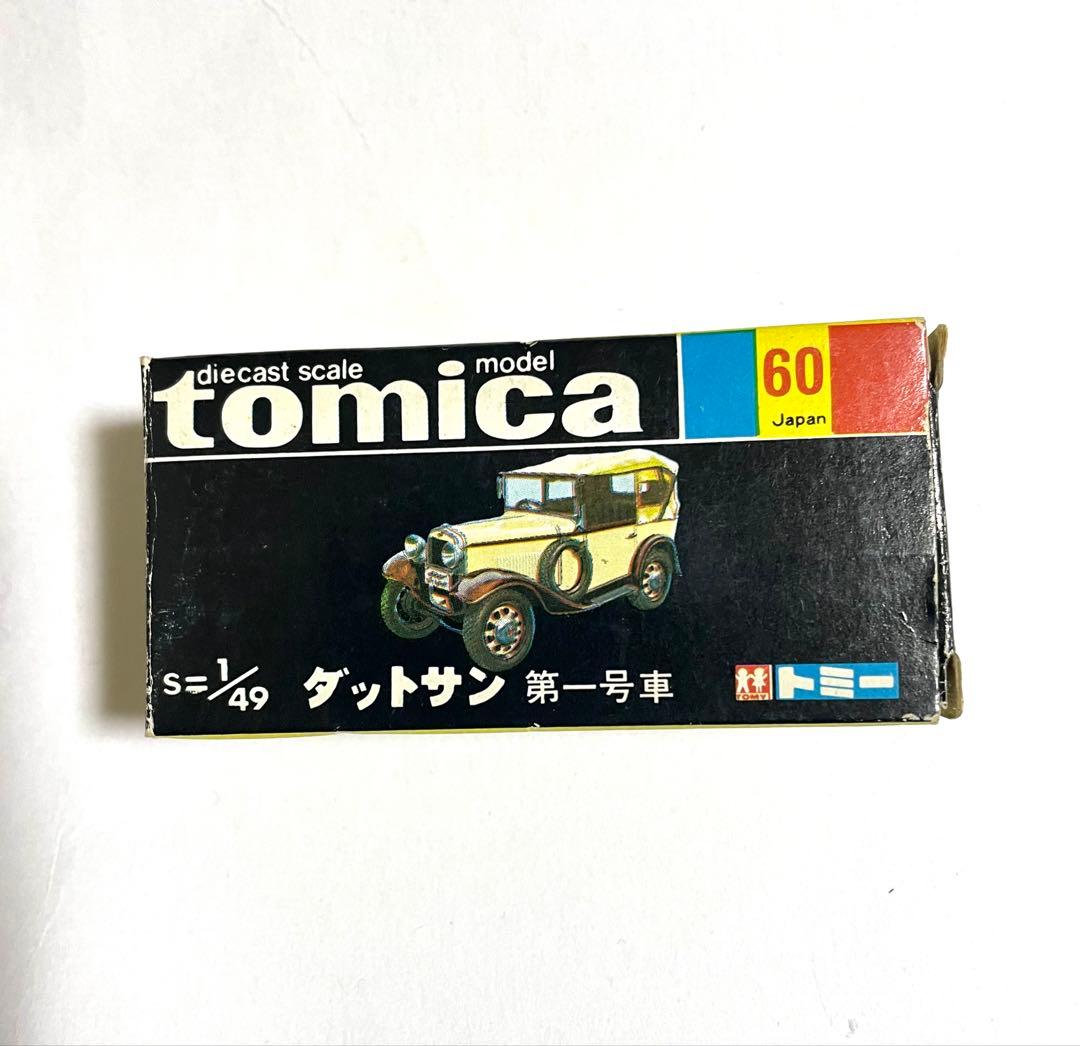 diecast scale model
tomica
60
Japan
S=1/49 ダットサン 第一号車
TOMY トミー